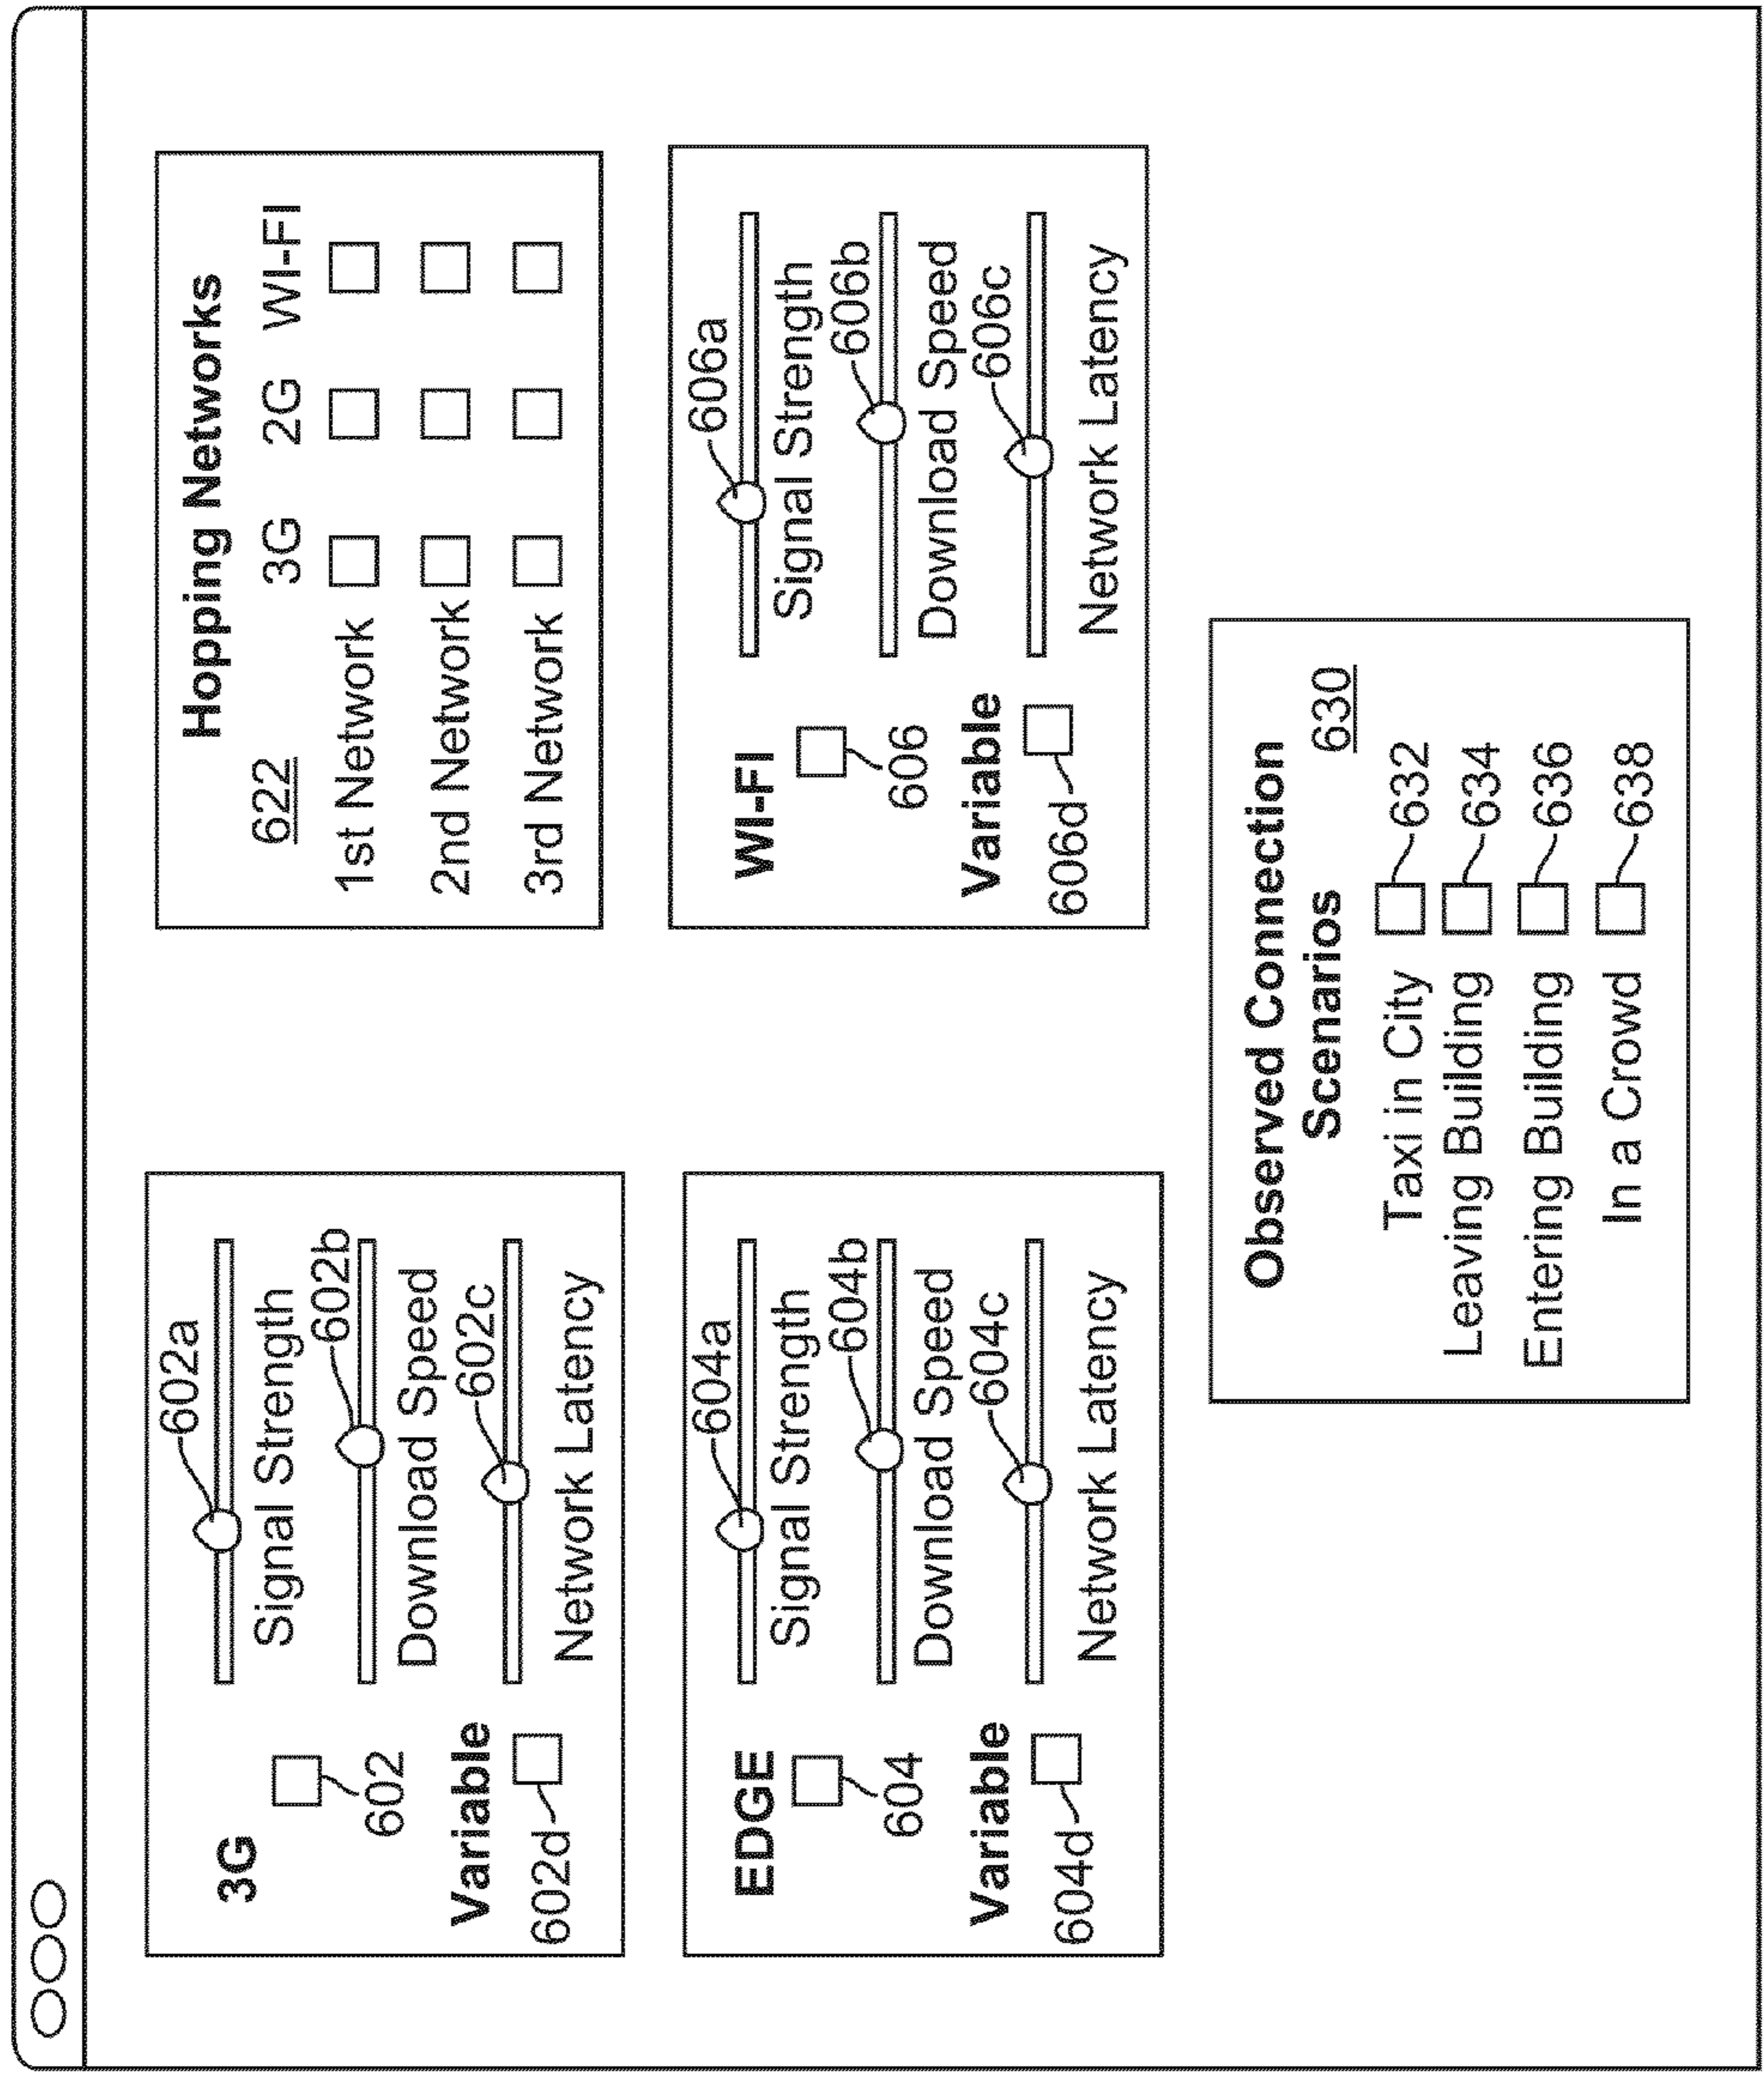 3G
602
Variable
602d
602a
Signal Strength
602b
Download Speed
602c
Network Latency
Hopping Networks
622
3G 2G WI-FI
1st Network
2nd Network
3rd Network
EDGE
604
Variable
604d
604a
Signal Strength
604b
Download Speed
604c
Network Latency
WI-FI
606
Variable
606d
606a
Signal Strength
606b
Download Speed
606c
Network Latency
Observed Connection
Scenarios
630
Taxi in City 632
Leaving Building 634
Entering Building 636
In a Crowd 638